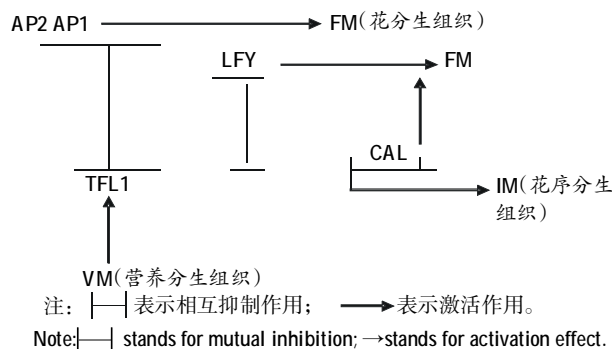 AP2 AP1 FM(花分生组织)
LFY FM
CAL
TFL1 IM(花序分生
组织)
VM(营养分生组织)
注: 表示相互抑制作用; 表示激活作用。
Note: stands for mutual inhibition; →stands for activation effect.